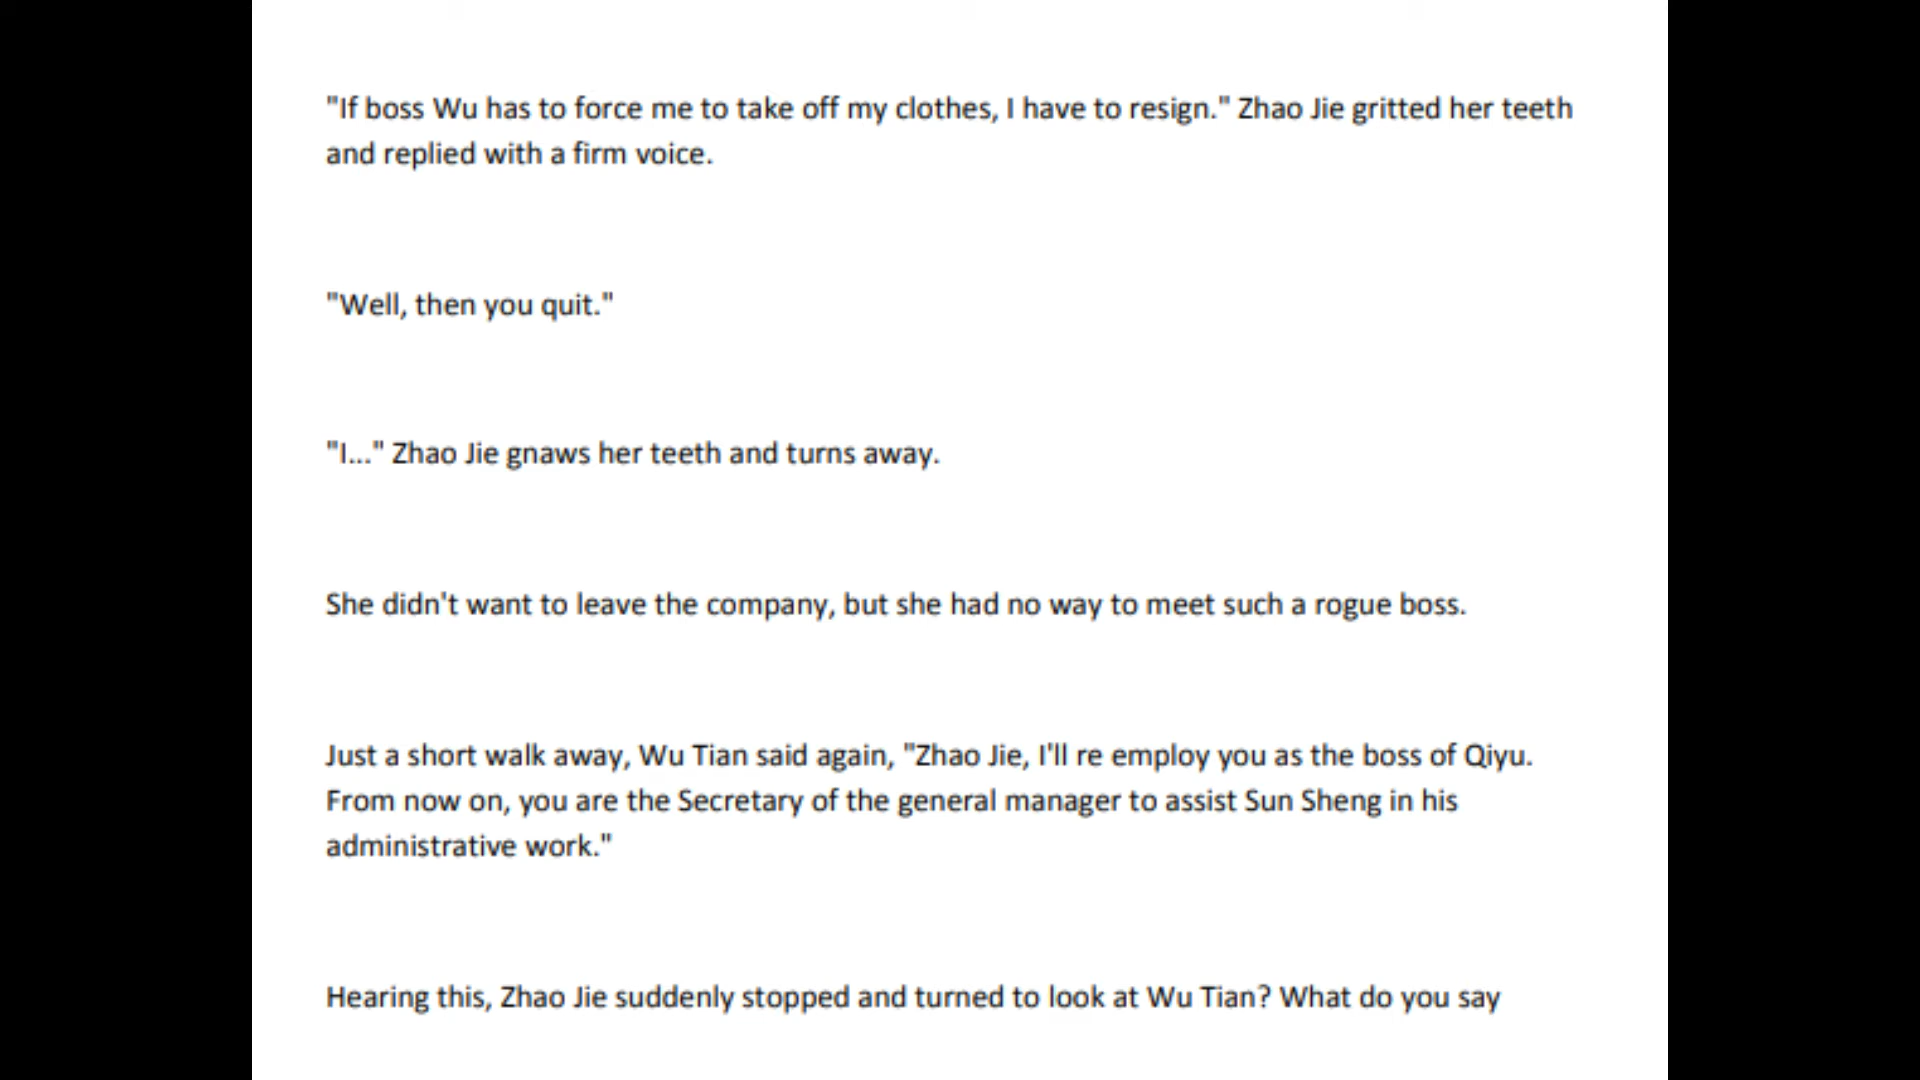 "If boss Wu has to force me to take off my clothes, I have to resign." Zhao Jie gritted her teeth
and replied with a firm voice.
"Well, then you quit."
"I..." Zhao Jie gnaws her teeth and turns away.
She didn't want to leave the company, but she had no way to meet such a rogue boss.
Just a short walk away, Wu Tian said again, "Zhao Jie, I'll re employ you as the boss of Qiyu.
From now on, you are the Secretary of the general manager to assist Sun Sheng in his
administrative work."
Hearing this, Zhao Jie suddenly stopped and turned to look at Wu Tian? What do you say